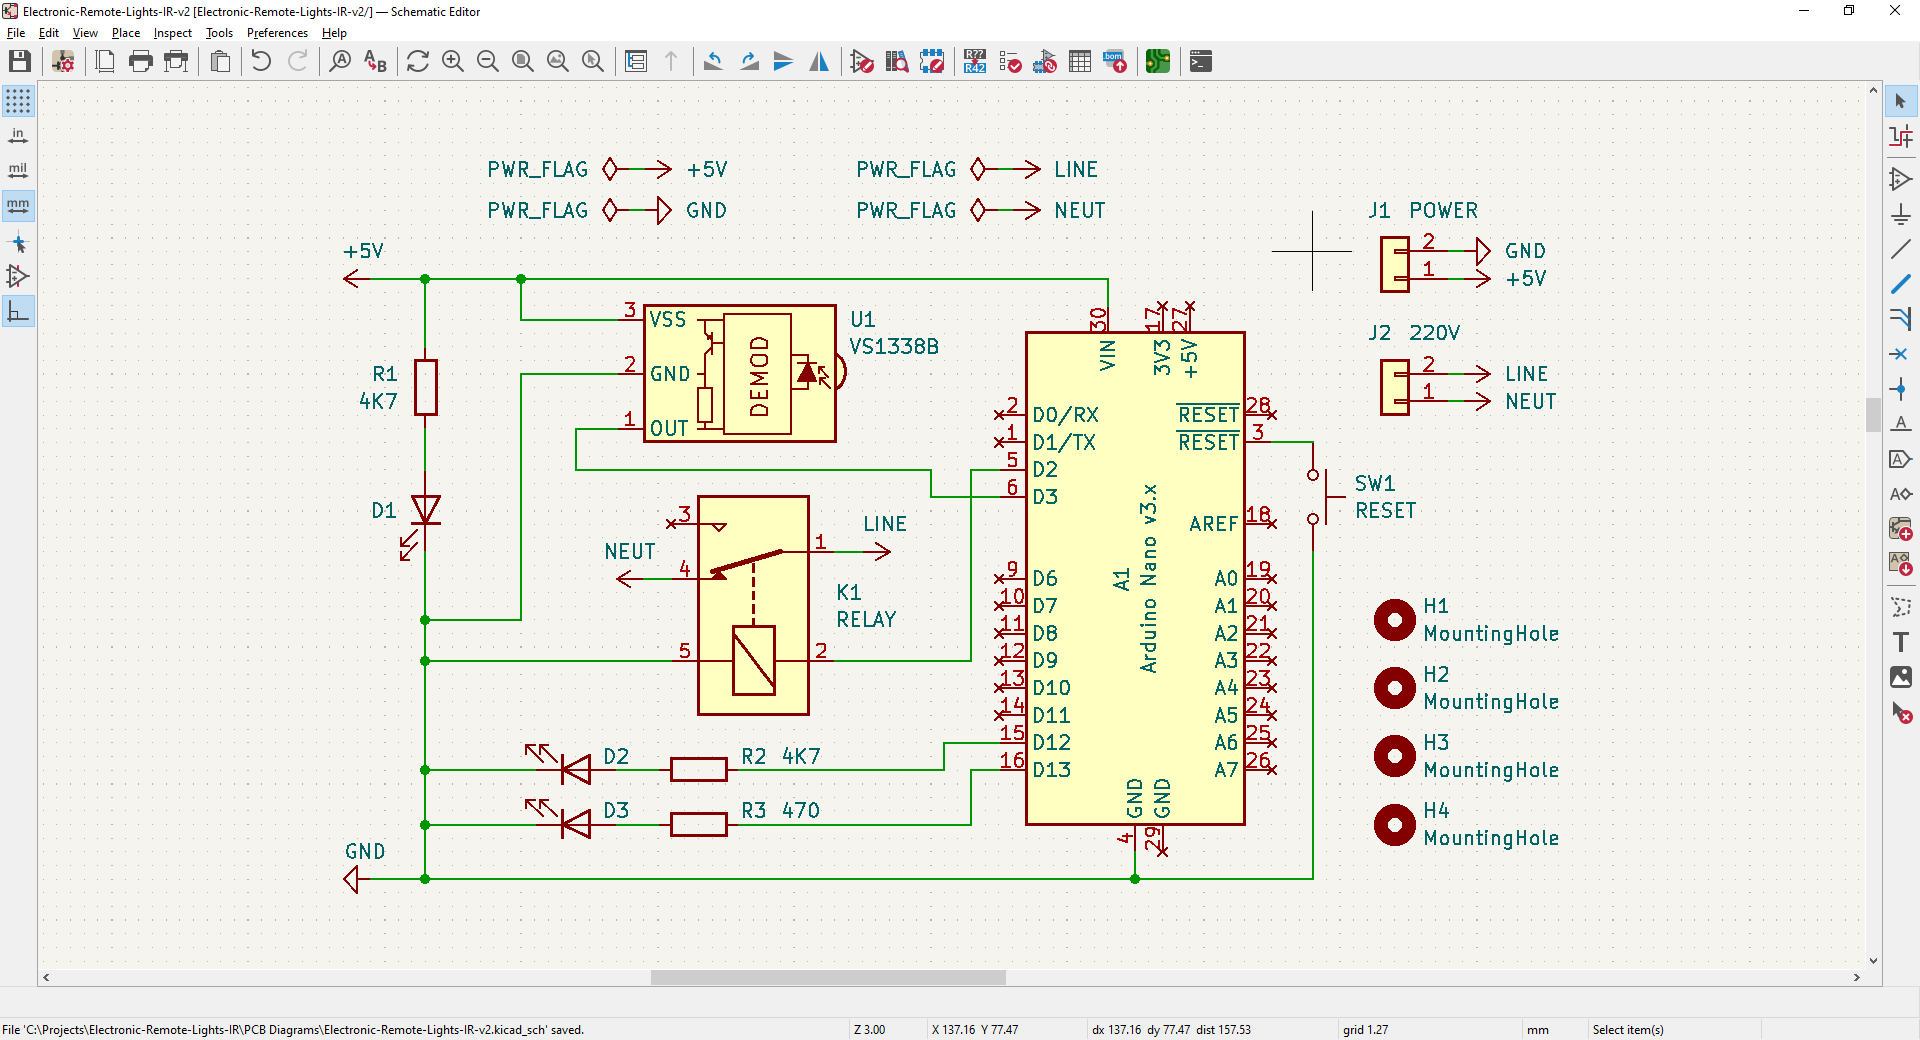 Electronic-Remote-Lights-IR-v2 [Electronic-Remote-Lights-IR-v2/] — Schematic Editor
File Edit View Place Inspect Tools Preferences Help
A B
R??
R42
bom
in
mil
mm
PWR_FLAG +5V
PWR_FLAG LINE
PWR_FLAG GND
PWR_FLAG NEUT
J1 POWER
2 GND
1 +5V
J2 220V
2 LINE
1 NEUT
+5V
R1
4K7
D1
3 VSS
2 GND
1 OUT
DEMOD
U1
VS1338B
NEUT
LINE
3
4
1
5
2
K1
RELAY
D2
R2 4K7
D3
R3 470
GND
30 17 27
VIN 3V3 +5V
2 D0/RX
1 D1/TX
5 D2
6 D3
9 D6
10 D7
11 D8
12 D9
13 D10
14 D11
15 D12
16 D13
A1
Arduino Nano v3.x
RESET 28
RESET 3
AREF 18
A0 19
A1 20
A2 21
A3 22
A4 23
A5 24
A6 25
A7 26
GND GND
4 29
SW1
RESET
H1
MountingHole
H2
MountingHole
H3
MountingHole
H4
MountingHole
A
A
A
A
T
File 'C:\Projects\Electronic-Remote-Lights-IR\PCB Diagrams\Electronic-Remote-Lights-IR-v2.kicad_sch' saved.
Z 3.00
X 137.16 Y 77.47
dx 137.16 dy 77.47 dist 157.53
grid 1.27
mm
Select item(s)